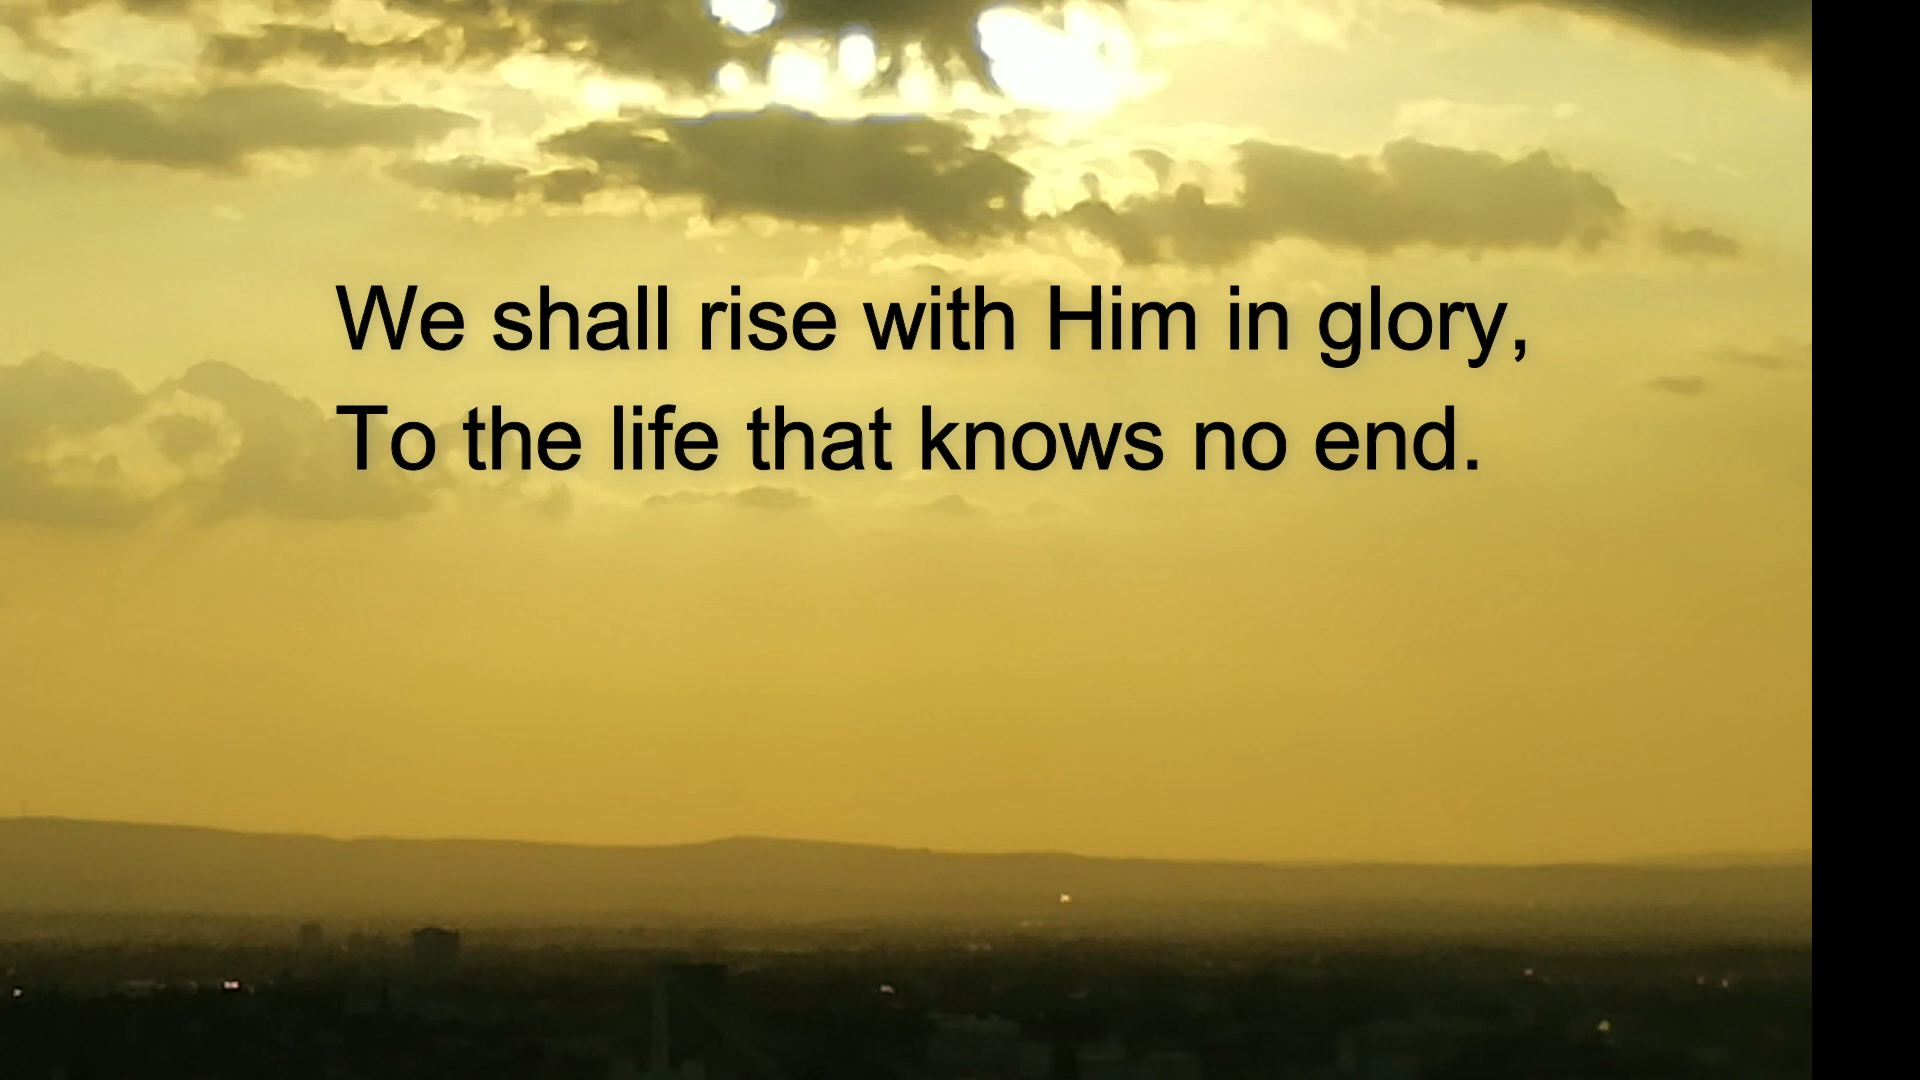 We shall rise with Him in glory,
To the life that knows no end.